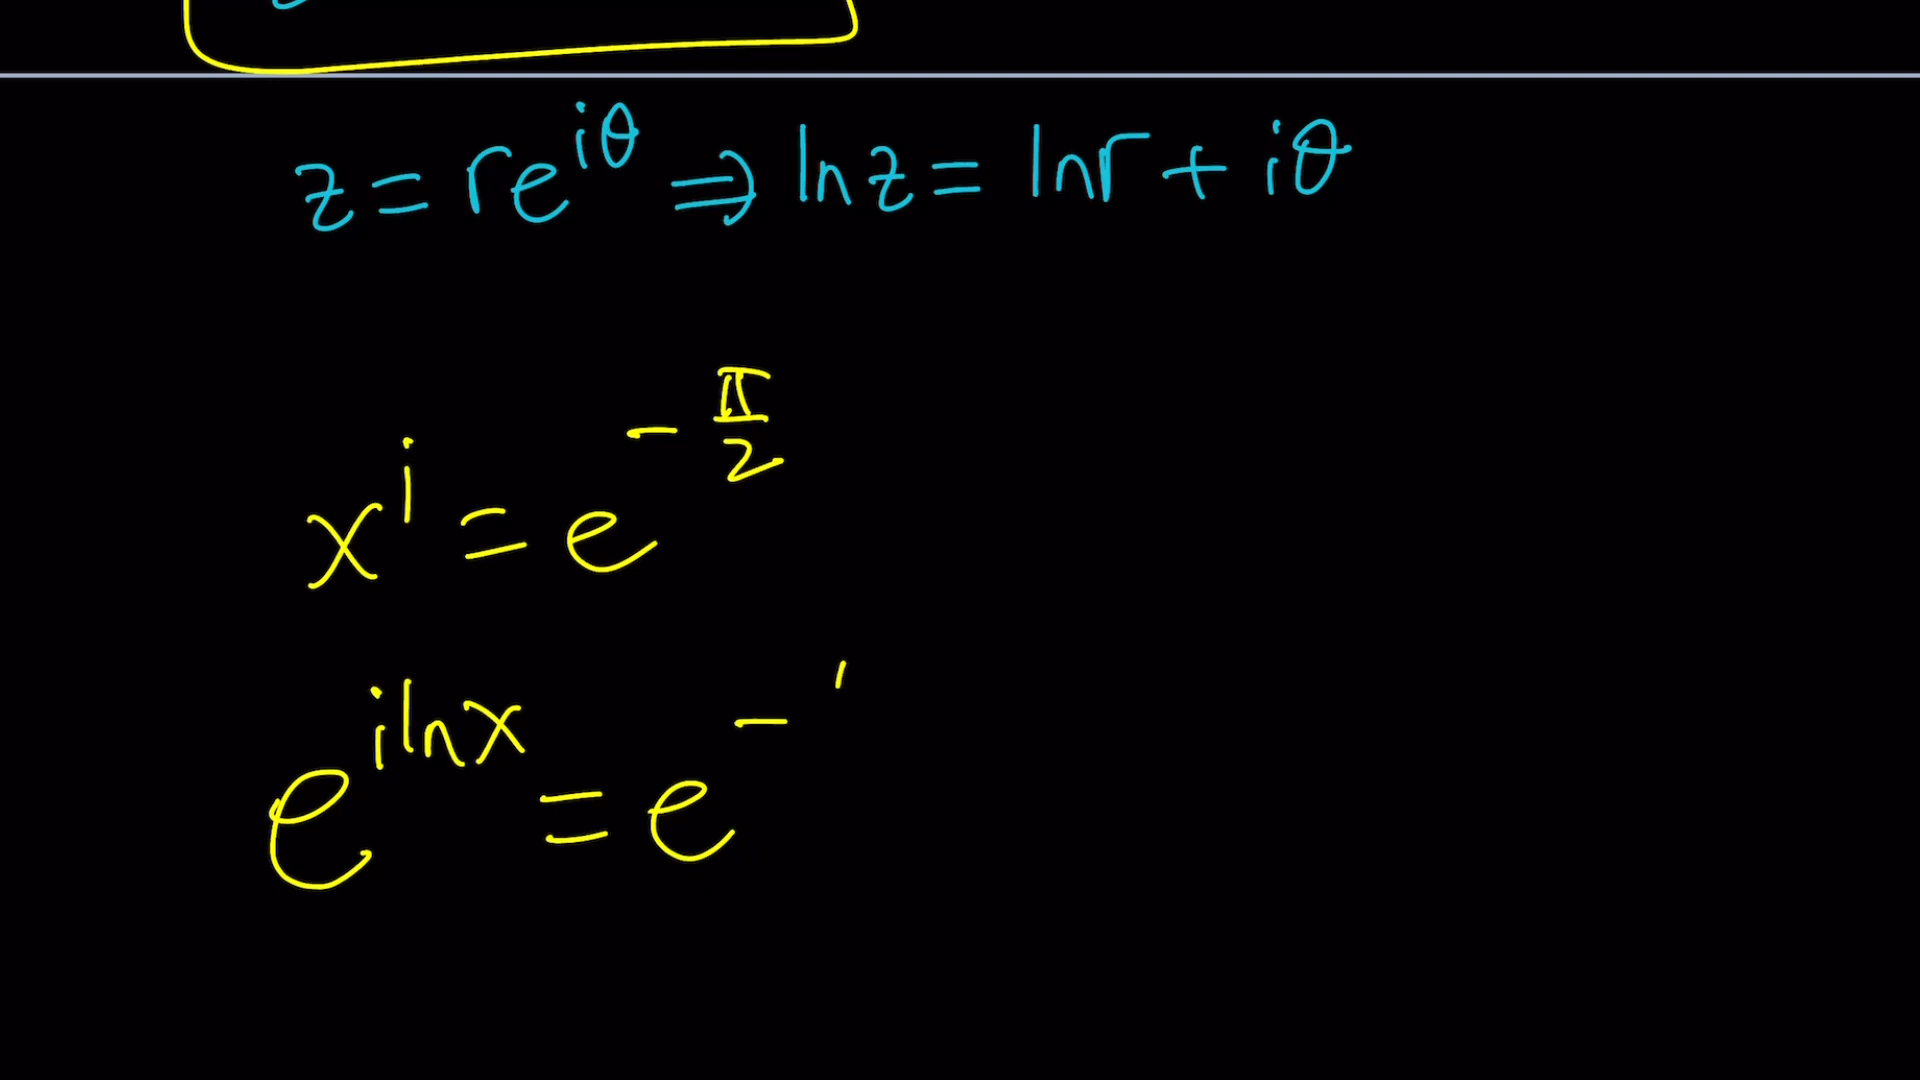 z = re^{iθ} ⇒ ln z = ln r + iθ
x^i = e^{-π/2}
e^{i ln x} = e^{-